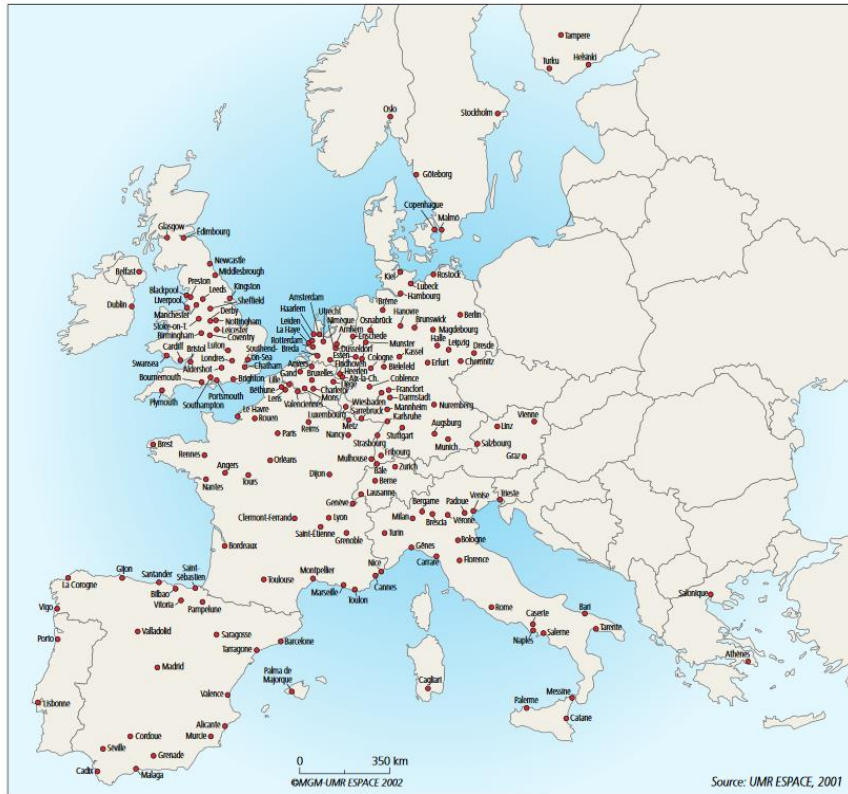 Tampere
Turku
Helsinki
Oslo
Stockholm
Göteborg
Copenhague
Malmö
Glasgow
Édimbourg
Newcastle
Middlesbrough
Belfast
Dublin
Preston
Kingston
Blackpool
Leeds
Liverpool
Sheffield
Manchester
Derby
Stoke-on-T.
Nottingham
Birmingham
Leicester
Coventry
Cardiff
Bristol
Luton
Southend-
on-Sea
Swansea
Londres
Chatham
Aldershot
Bournemouth
Brighton
Plymouth
Portsmouth
Southampton
Kiel
Rostock
Lubeck
Hambourg
Amsterdam
Haarlem
Utrecht
Leiden
Nimègue
La Haye
Arnhem
Rotterdam
Breda
Brême
Hanovre
Osnabrück
Brunswick
Berlin
Enschede
Magdebourg
Munster
Halle
Leipzig
Dresde
Düsseldorf
Essen
Eindhoven
Cologne
Kassel
Erfurt
Chemnitz
Anvers
Gand
Bruxelles
Heerlen
Bielefeld
Lille
Aix-la-Ch.
Liège
Coblence
Béthune
Charleroi
Francfort
Lens
Mons
Darmstadt
Valenciennes
Wiesbaden
Mannheim
Luxembourg
Sarrebruck
Karlsruhe
Nuremberg
Le Havre
Rouen
Reims
Metz
Nancy
Stuttgart
Augsburg
Linz
Vienne
Paris
Strasbourg
Munich
Salzbourg
Brest
Rennes
Orléans
Mulhouse
Fribourg
Graz
Angers
Dijon
Bâle
Zurich
Nantes
Tours
Berne
Lausanne
Genève
Bergame
Padoue
Venise
Trieste
Clermont-Ferrand
Lyon
Milan
Brescia
Vérone
Saint-Étienne
Grenoble
Turin
Bordeaux
Bologne
Gênes
Florence
Carrare
Gijon
Santander
Saint-
Sébastien
Montpellier
Nice
La Corogne
Bilbao
Toulouse
Cannes
Vitoria
Pampelune
Marseille
Toulon
Vigo
Porto
Valladolid
Saragosse
Barcelone
Tarragone
Rome
Caserte
Bari
Salonique
Naples
Salerne
Tarente
Madrid
Palma de
Majorque
Cagliari
Athènes
Lisbonne
Valence
Messine
Palerme
Catane
Cordoue
Alicante
Murcie
Séville
Grenade
Cadix
Malaga
0 350 km
©MGM-UMR ESPACE 2002
Source: UMR ESPACE, 2001